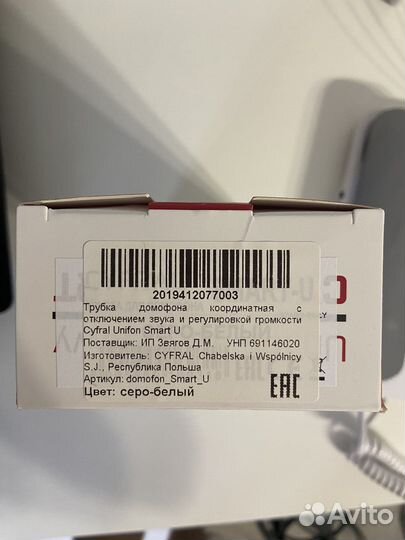 2019412077003
Трубка домофона координатная с
отключением звука и регулировкой громкости
Cyfral Unifon Smart U
Поставщик: ИП Звягов Д.М. УНП 691146020
Изготовитель: CYFRAL Chabelska i Wspólnicy
S.J., Республика Польша
Артикул: domofon_Smart_U
Цвет: серо-белый
EAC
Avito